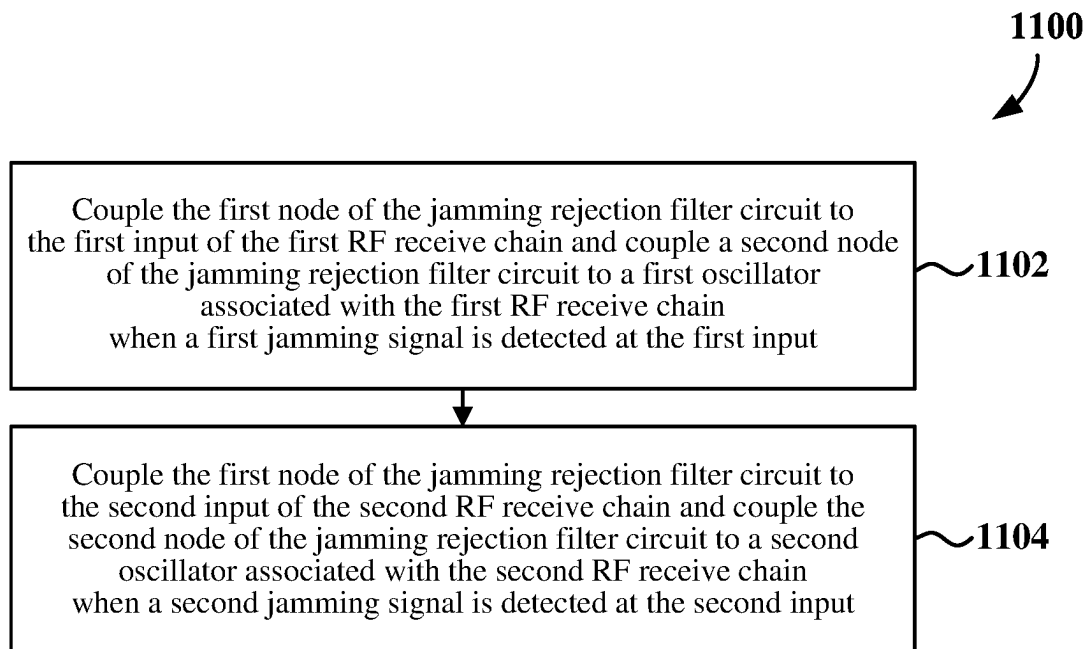 1100
Couple the first node of the jamming rejection filter circuit to
the first input of the first RF receive chain and couple a second node
of the jamming rejection filter circuit to a first oscillator
associated with the first RF receive chain
when a first jamming signal is detected at the first input
1102
Couple the first node of the jamming rejection filter circuit to
the second input of the second RF receive chain and couple the
second node of the jamming rejection filter circuit to a second
oscillator associated with the second RF receive chain
when a second jamming signal is detected at the second input
1104